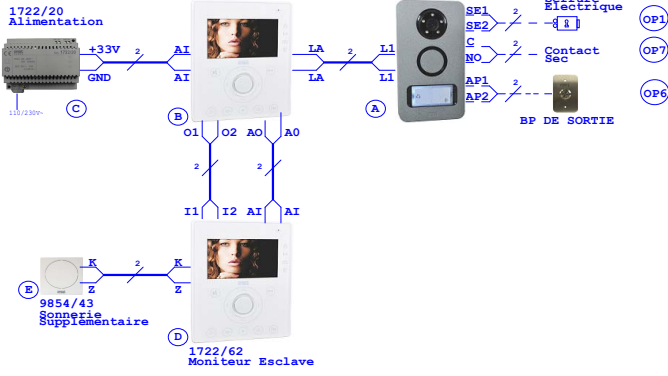 1722/20
Alimentation
+33V
GND
2
AI
AI
110/230V~
C
B
LA
LA
2
L1
L1
A
SE1
SE2
2
Electrique
OP1
C
NO
2
Contact
Sec
OP7
AP1
AP2
2
OP6
BP DE SORTIE
O1 O2 AO A0
2 2
I1 I2 AI AI
K
Z
2
K
Z
E
9854/43
Sonnerie
Supplémentaire
D
1722/62
Moniteur Esclave